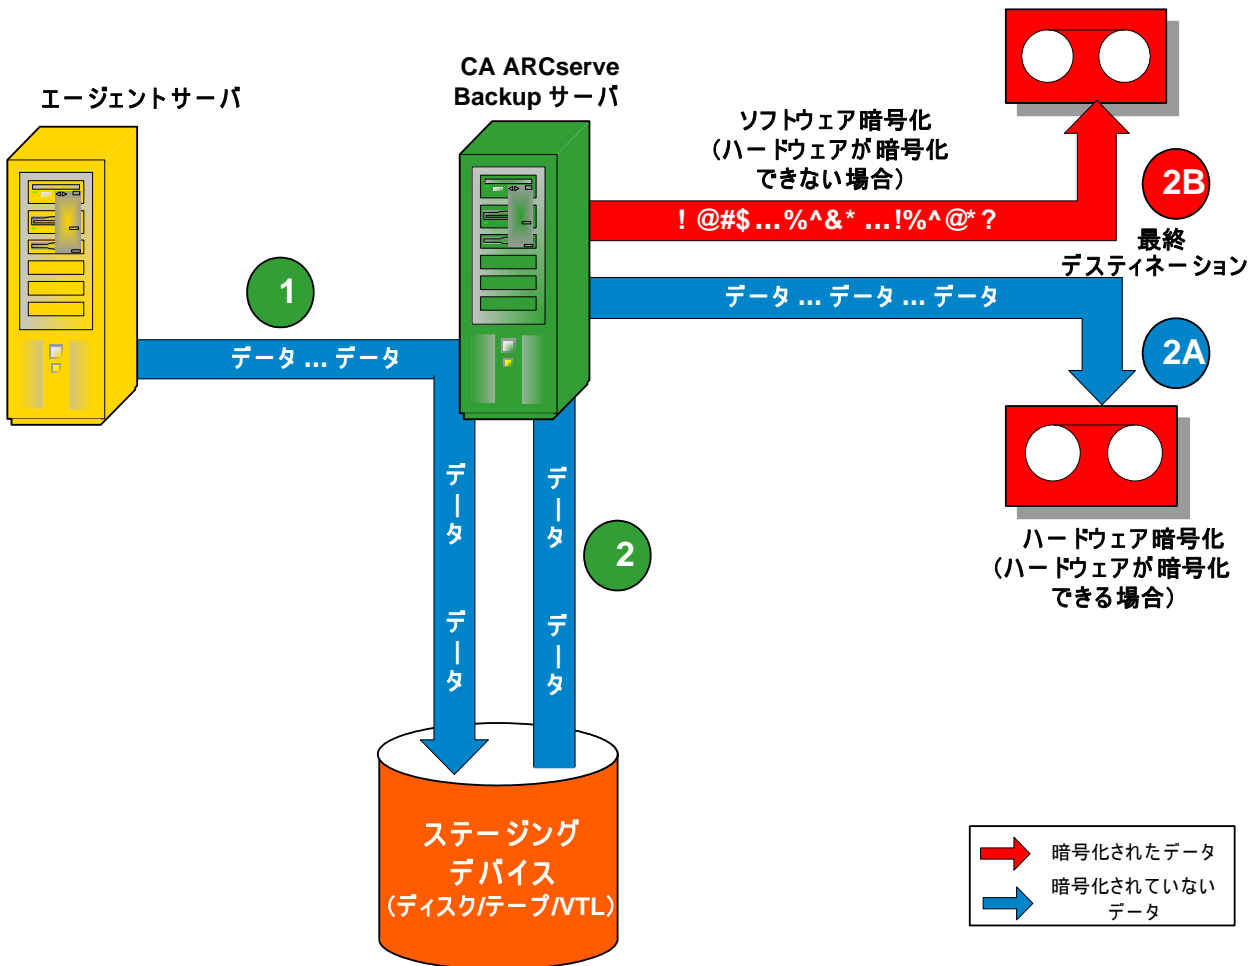 エージェントサーバ
CA ARCserve
Backup サーバ
ソフトウェア暗号化
(ハードウェアが暗号化
できない場合)
! @#$ ...%^&* ...!%^@*?
2B
最終
デスティネーション
1
データ ... データ ... データ
データ ... データ
2A
データ
データ
2
ハードウェア暗号化
(ハードウェアが暗号化
できる場合)
データ
データ
ステージング
デバイス
(ディスク/テープ/VTL)
暗号化されたデータ
暗号化されていない
データ